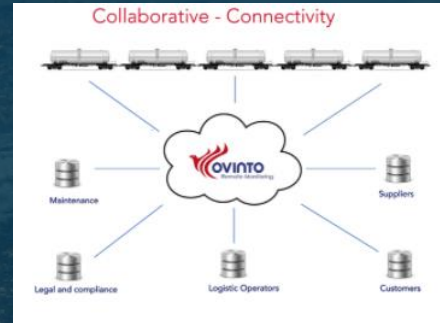 Collaborative - Connectivity
OVINTO
Remote Monitoring
Maintenance
Suppliers
Legal and compliance
Logistic Operators
Customers